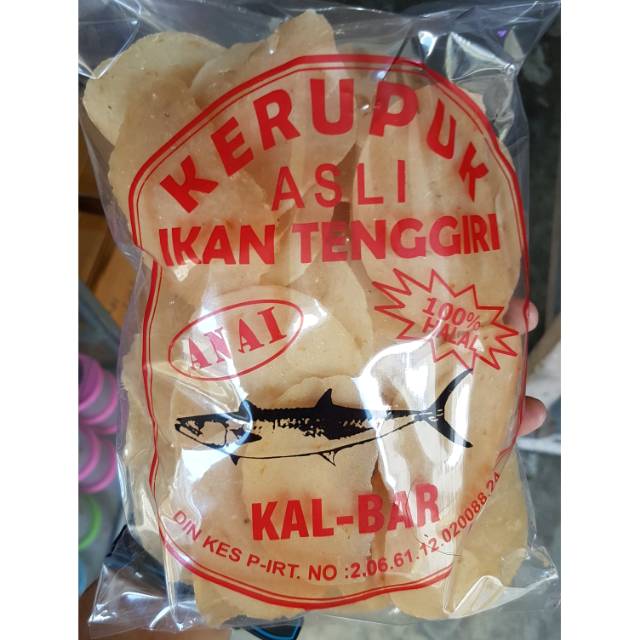 KERUPUK
ASLI
IKAN TENGGIRI
ANAI
100%
HALAL
KAL-BAR
DIN KES P-IRT. NO :2.06.61.12.020088.24